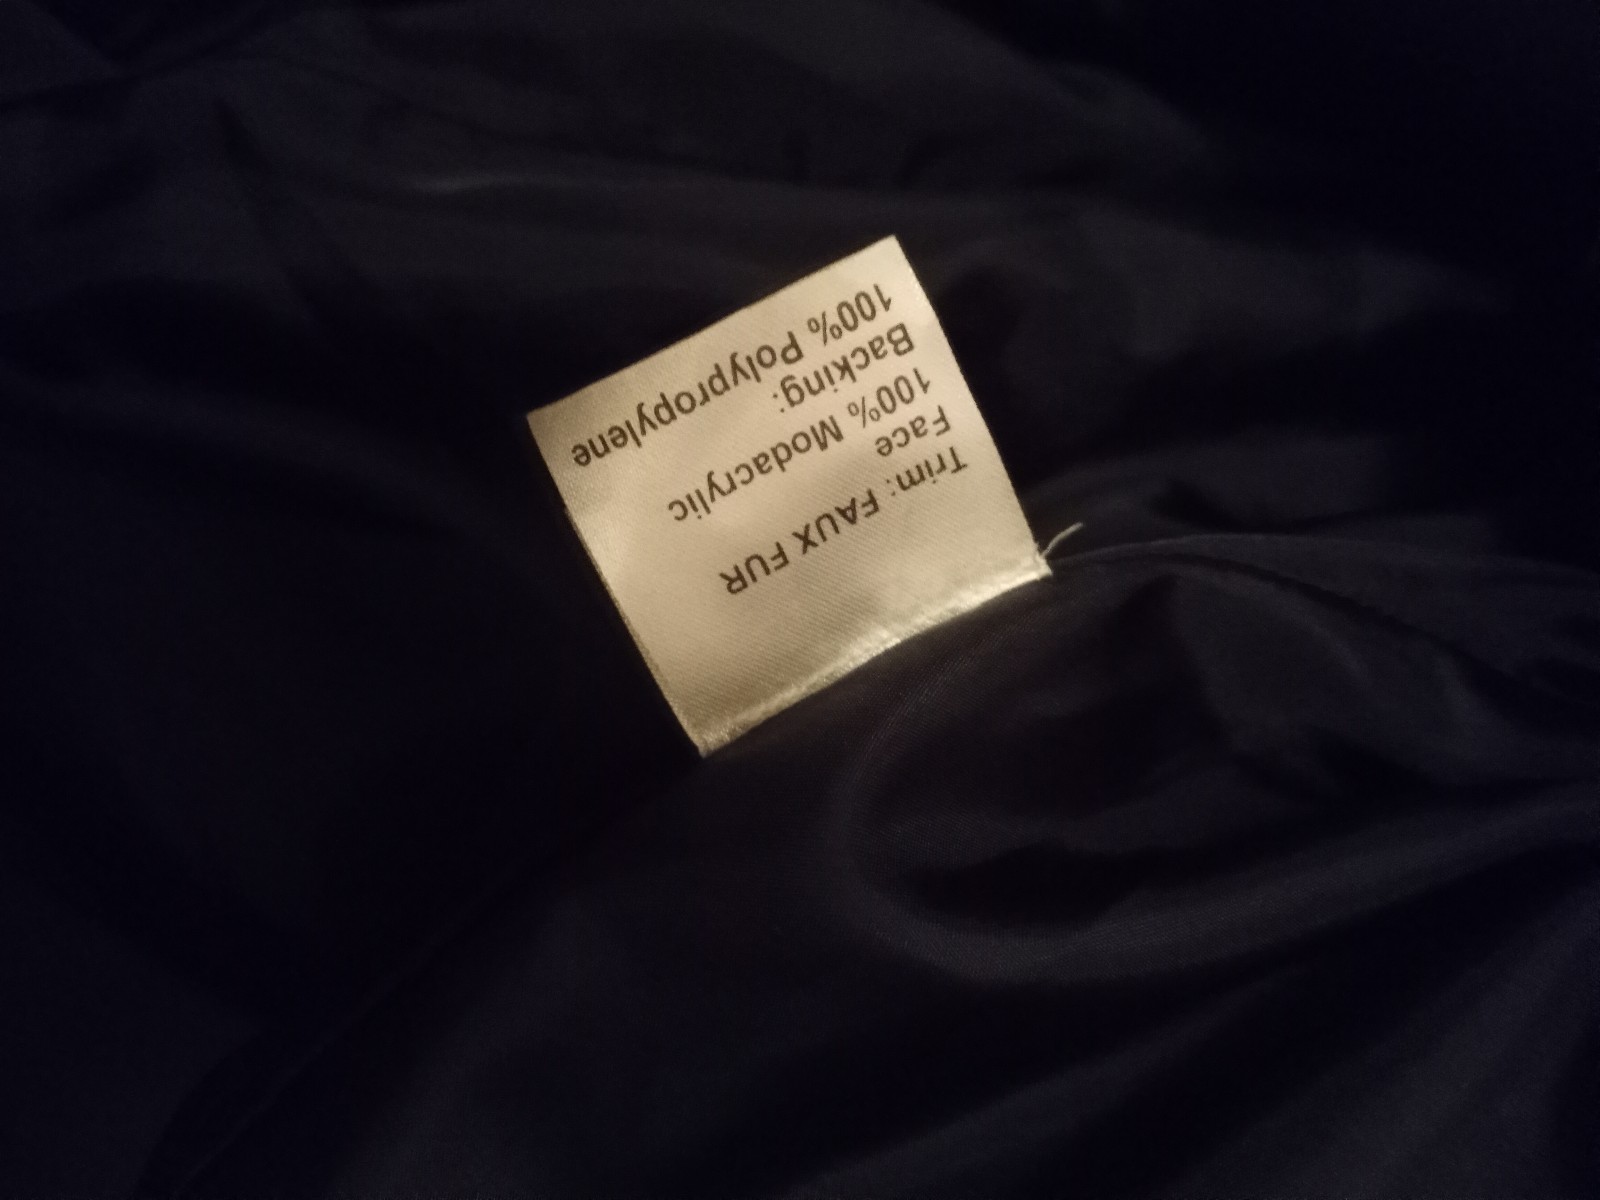 Trim: FAUX FUR
Face
100% Modacrylic
Backing:
100% Polypropylene